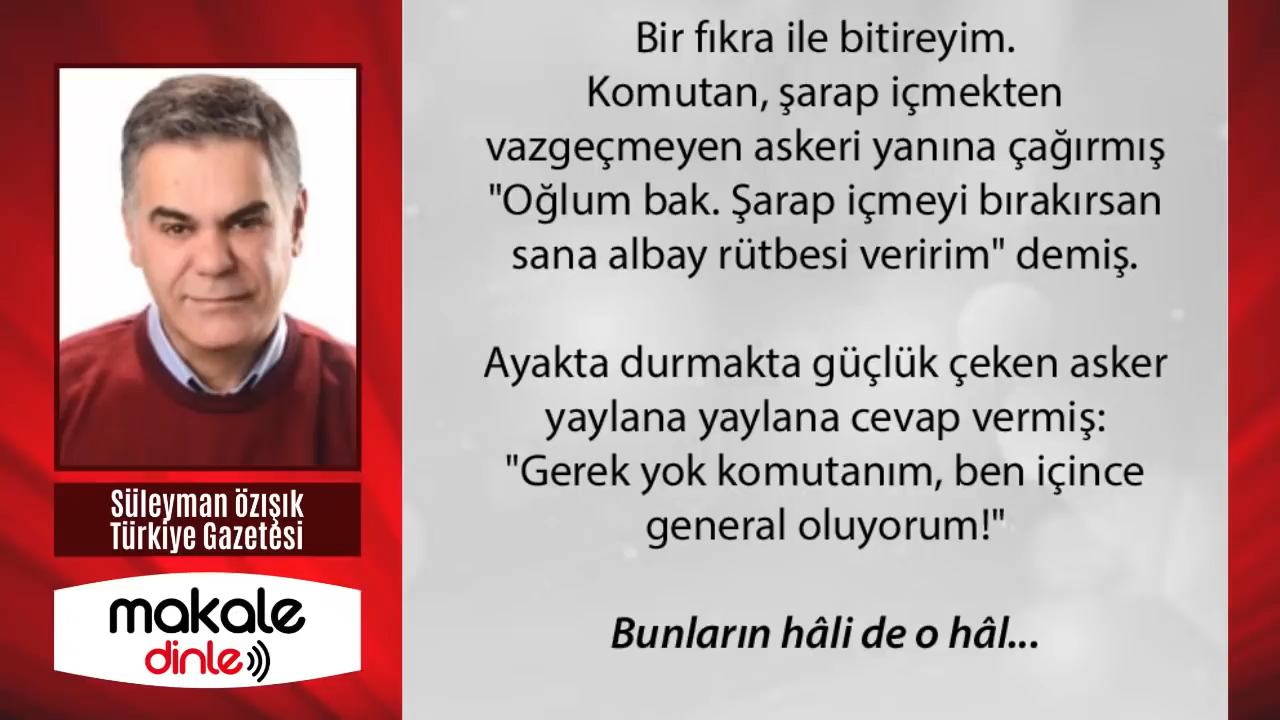 Bir fıkra ile bitireyim.
Komutan, şarap içmekten
vazgeçmeyen askeri yanına çağırmış
"Oğlum bak. Şarap içmeyi bırakırsan
sana albay rütbesi veririm" demiş.
Ayakta durmakta güçlük çeken asker
yaylana yaylana cevap vermiş:
"Gerek yok komutanım, ben içince
general oluyorum!"
Bunların hâli de o hâl...
Süleyman Özışık
Türkiye Gazetesi
makale
dinle